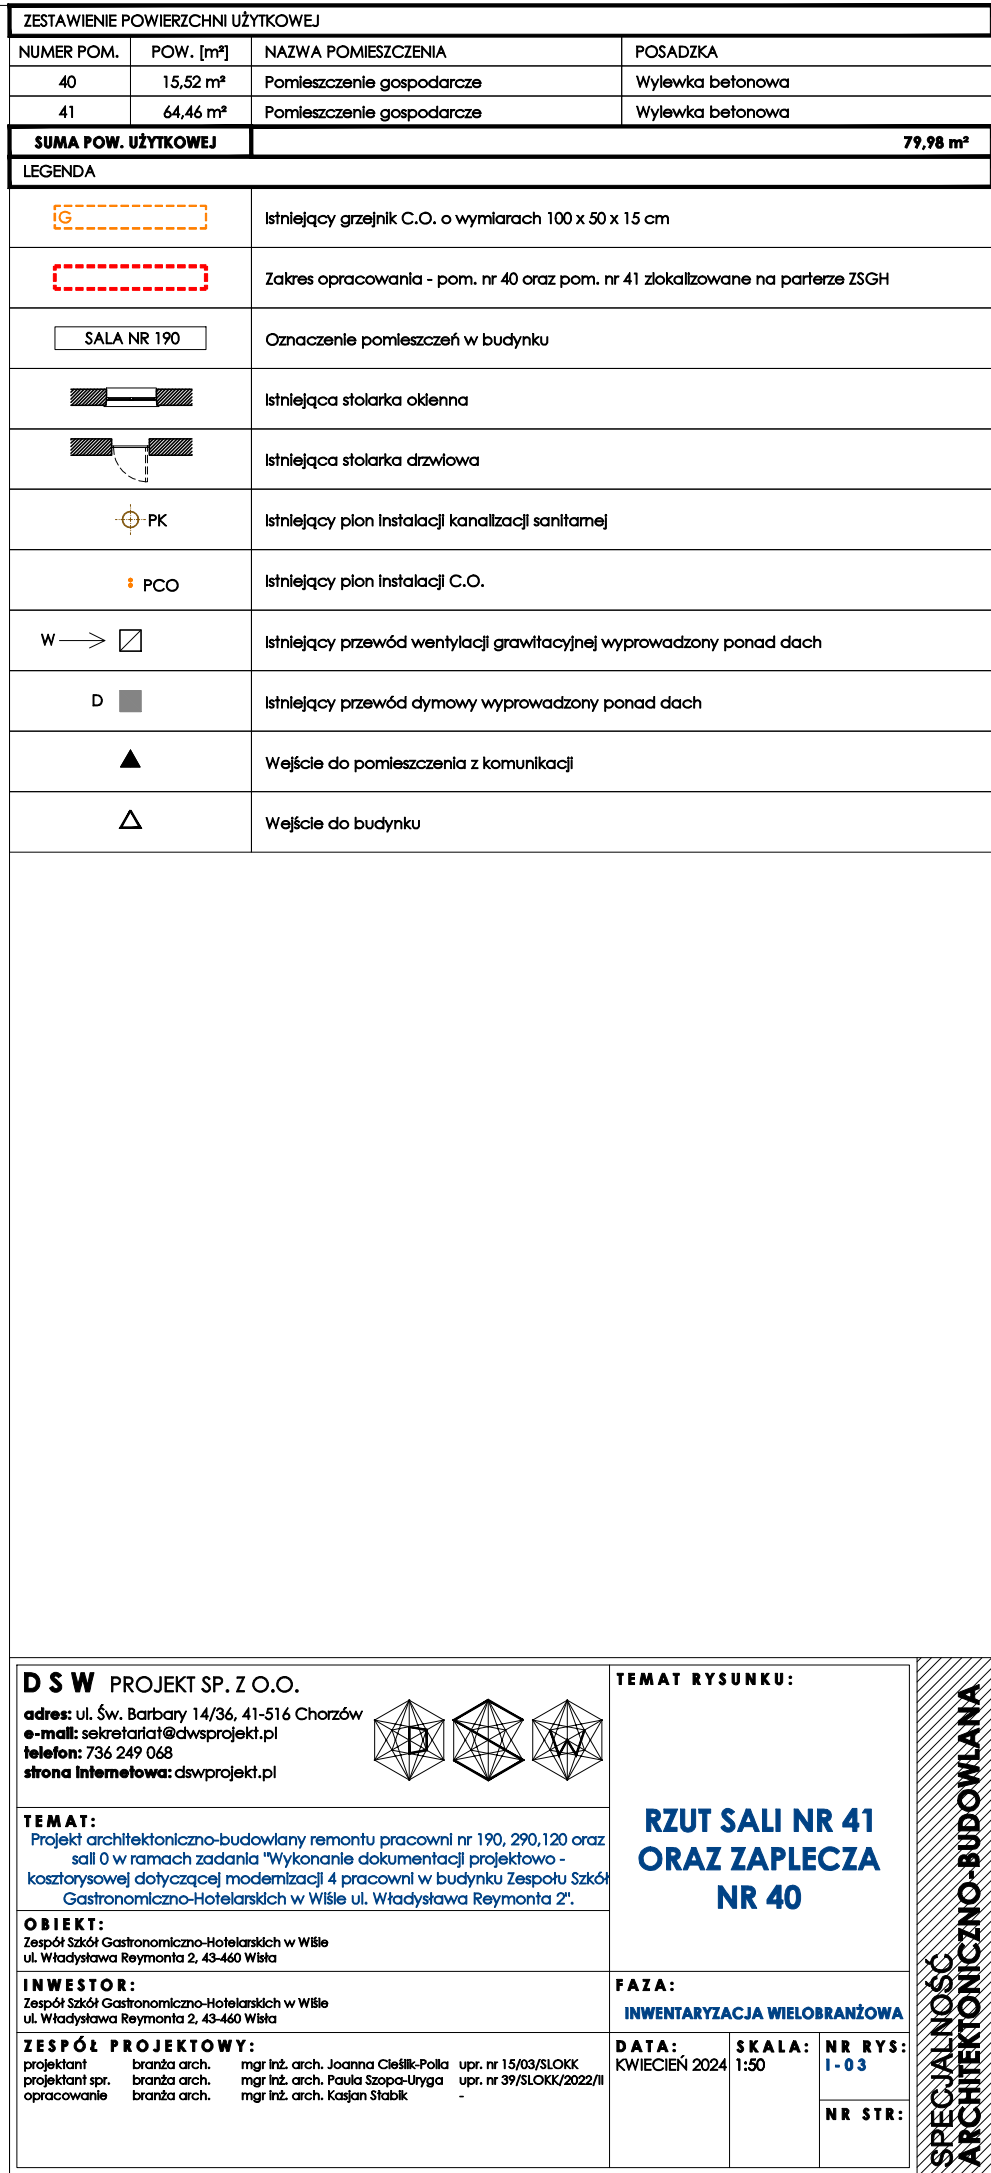 ZESTAWIENIE POWIERZCHNI UŻYTKOWEJ
NUMER POM. POW. [m²] NAZWA POMIESZCZENIA POSADZKA
40 15,52 m² Pomieszczenie gospodarcze Wylewka betonowa
41 64,46 m² Pomieszczenie gospodarcze Wylewka betonowa
SUMA POW. UŻYTKOWEJ 79,98 m²
LEGENDA
G Istniejący grzejnik C.O. o wymiarach 100 x 50 x 15 cm
Zakres opracowania - pom. nr 40 oraz pom. nr 41 zlokalizowane na parterze ZSGH
SALA NR 190 Oznaczenie pomieszczeń w budynku
Istniejąca stolarka okienna
Istniejąca stolarka drzwiowa
PK Istniejący pion instalacji kanalizacji sanitarnej
PCO Istniejący pion instalacji C.O.
W Istniejący przewód wentylacji grawitacyjnej wyprowadzony ponad dach
D Istniejący przewód dymowy wyprowadzony ponad dach
Wejście do pomieszczenia z komunikacji
Wejście do budynku
DSW PROJEKT SP. Z O.O.
adres: ul. Św. Barbary 14/36, 41-516 Chorzów
e-mail: sekretariat@dwsprojekt.pl
telefon: 736 249 068
strona internetowa: dswprojekt.pl
D S W
TEMAT:
Projekt architektoniczno-budowlany remontu pracowni nr 190, 290,120 oraz
sali 0 w ramach zadania "Wykonanie dokumentacji projektowo -
kosztorysowej dotyczącej modernizacji 4 pracowni w budynku Zespołu Szkół
Gastronomiczno-Hotelarskich w Wiśle ul. Władysława Reymonta 2".
OBIEKT:
Zespół Szkół Gastronomiczno-Hotelarskich w Wiśle
ul. Władysława Reymonta 2, 43-460 Wisła
INWESTOR:
Zespół Szkół Gastronomiczno-Hotelarskich w Wiśle
ul. Władysława Reymonta 2, 43-460 Wisła
ZESPÓŁ PROJEKTOWY:
projektant branża arch. mgr inż. arch. Joanna Cieślik-Polla upr. nr 15/03/SLOKK
projektant spr. branża arch. mgr inż. arch. Paula Szopa-Uryga upr. nr 39/SLOKK/2022/II
opracowanie branża arch. mgr inż. arch. Kasjan Stabik -
TEMAT RYSUNKU:
RZUT SALI NR 41
ORAZ ZAPLECZA
NR 40
FAZA:
INWENTARYZACJA WIELOBRANŻOWA
DATA: SKALA: NR RYS:
KWIECIEŃ 2024 1:50 I-03
NR STR:
SPECJALNOŚĆ
ARCHITEKTONICZNO-BUDOWLANA